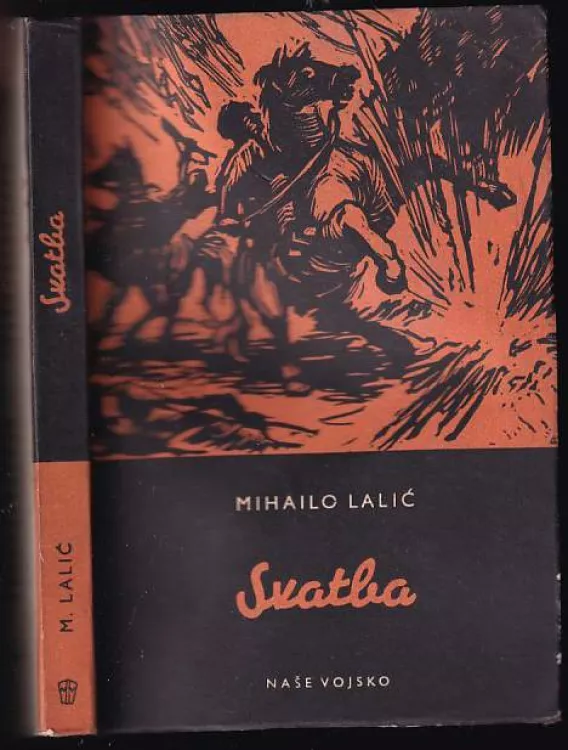 Svatba
M. LALIĆ
MIHAILO LALIĆ
Svatba
NAŠE VOJSKO